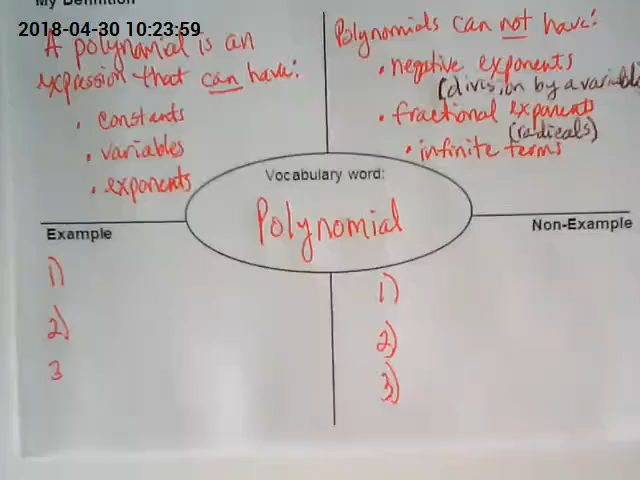 My Definition
2018-04-30 10:23:59
A polynomial is an
expression that can have:
• constants
• variables
• exponents
Polynomials can not have:
• negative exponents
(division by a variable
• fractional exponents
(radicals)
• infinite terms
Vocabulary word:
Polynomial
Example
1)
2)
3
Non-Example
1)
2)
3)